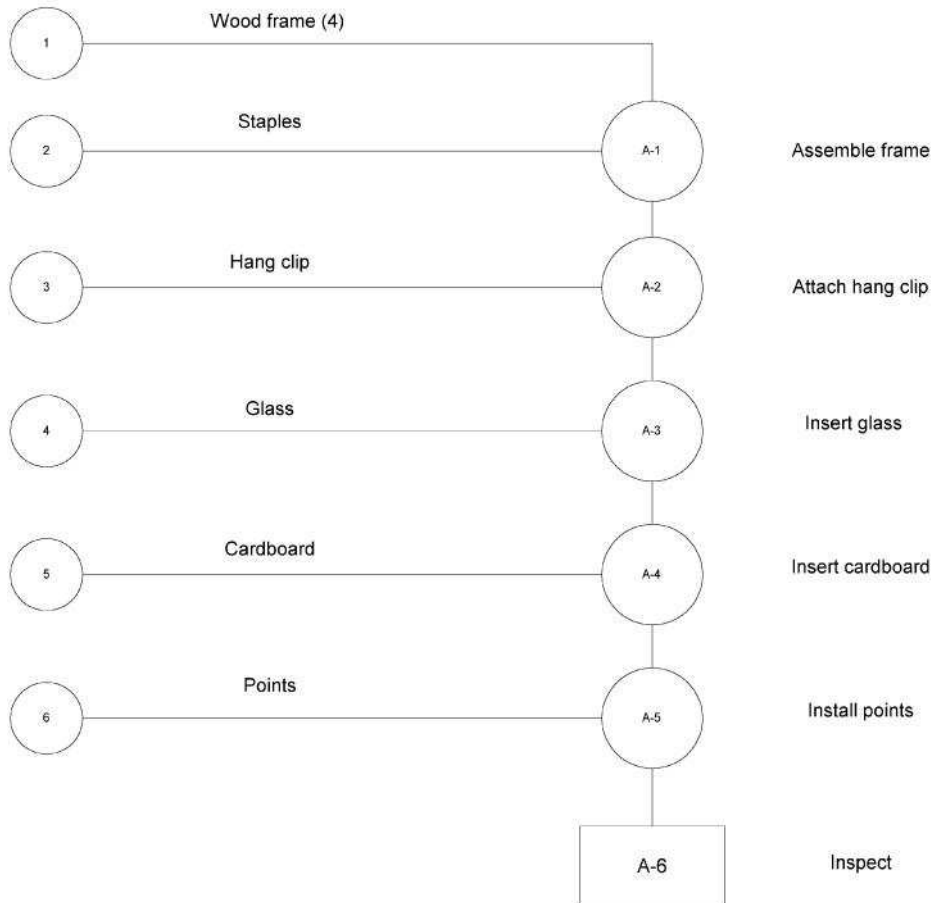 Wood frame (4)
1
Staples
2
A-1
Assemble frame
Hang clip
3
A-2
Attach hang clip
Glass
4
A-3
Insert glass
Cardboard
5
A-4
Insert cardboard
Points
6
A-5
Install points
A-6
Inspect